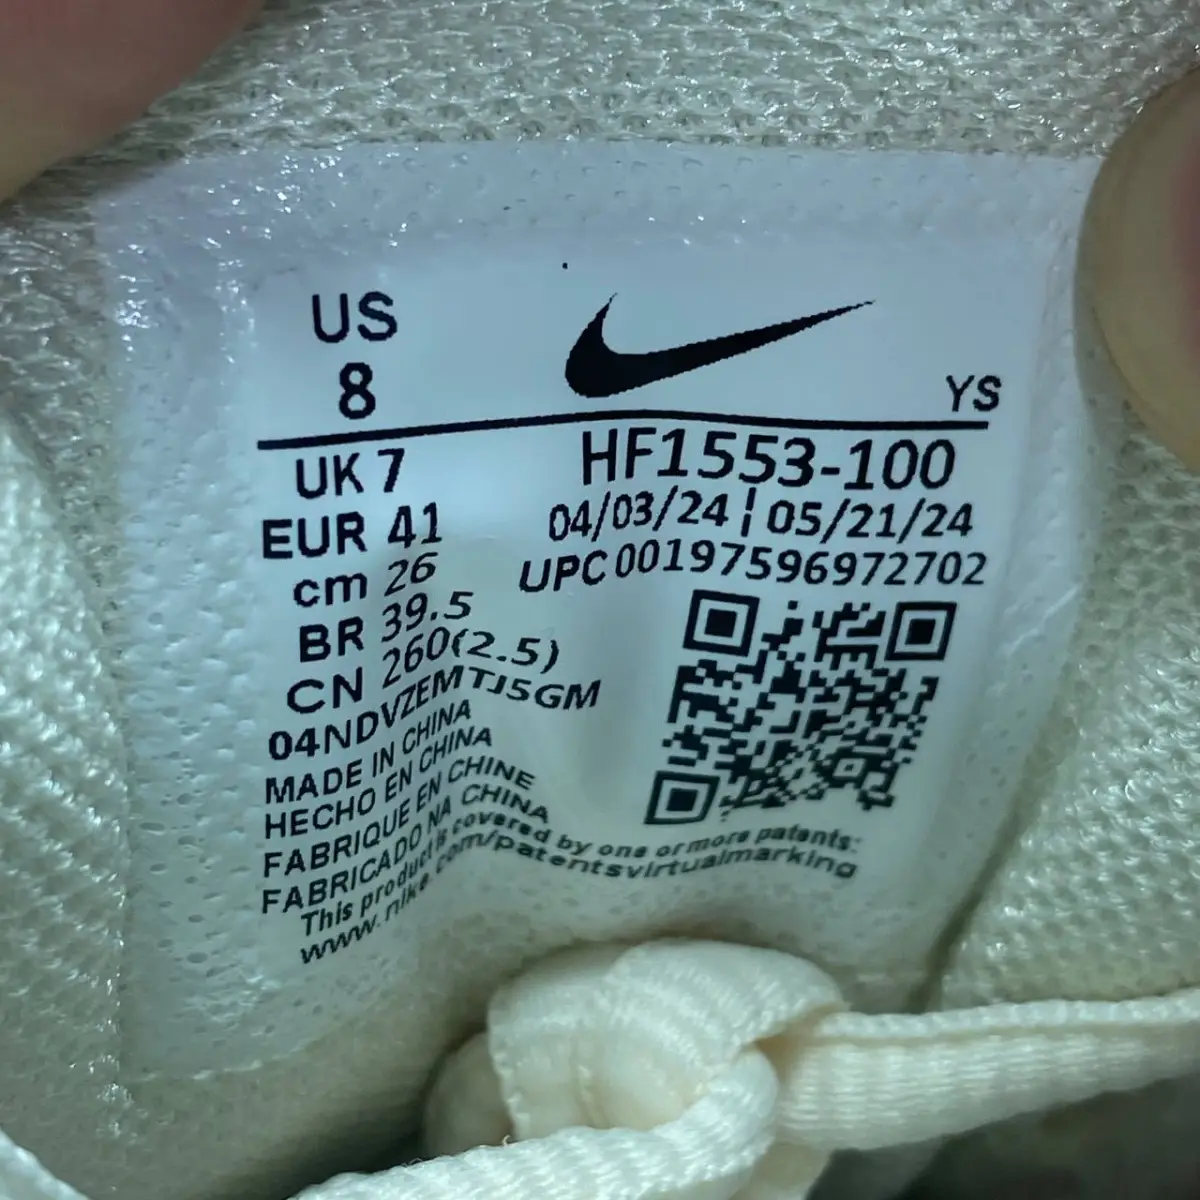 US
8
YS
UK 7
EUR 41
cm 26
BR 39.5
CN 260(2.5)
HF1553-100
04/03/24 ¦ 05/21/24
UPC001975969727​02
04NDVZEMTJ5GM
MADE IN CHINA
HECHO EN CHINA
FABRIQUE EN CHINE
FABRICADO NA CHINA
This product is covered by one or more patents:
www.nike.com/patentsvirtualmarking